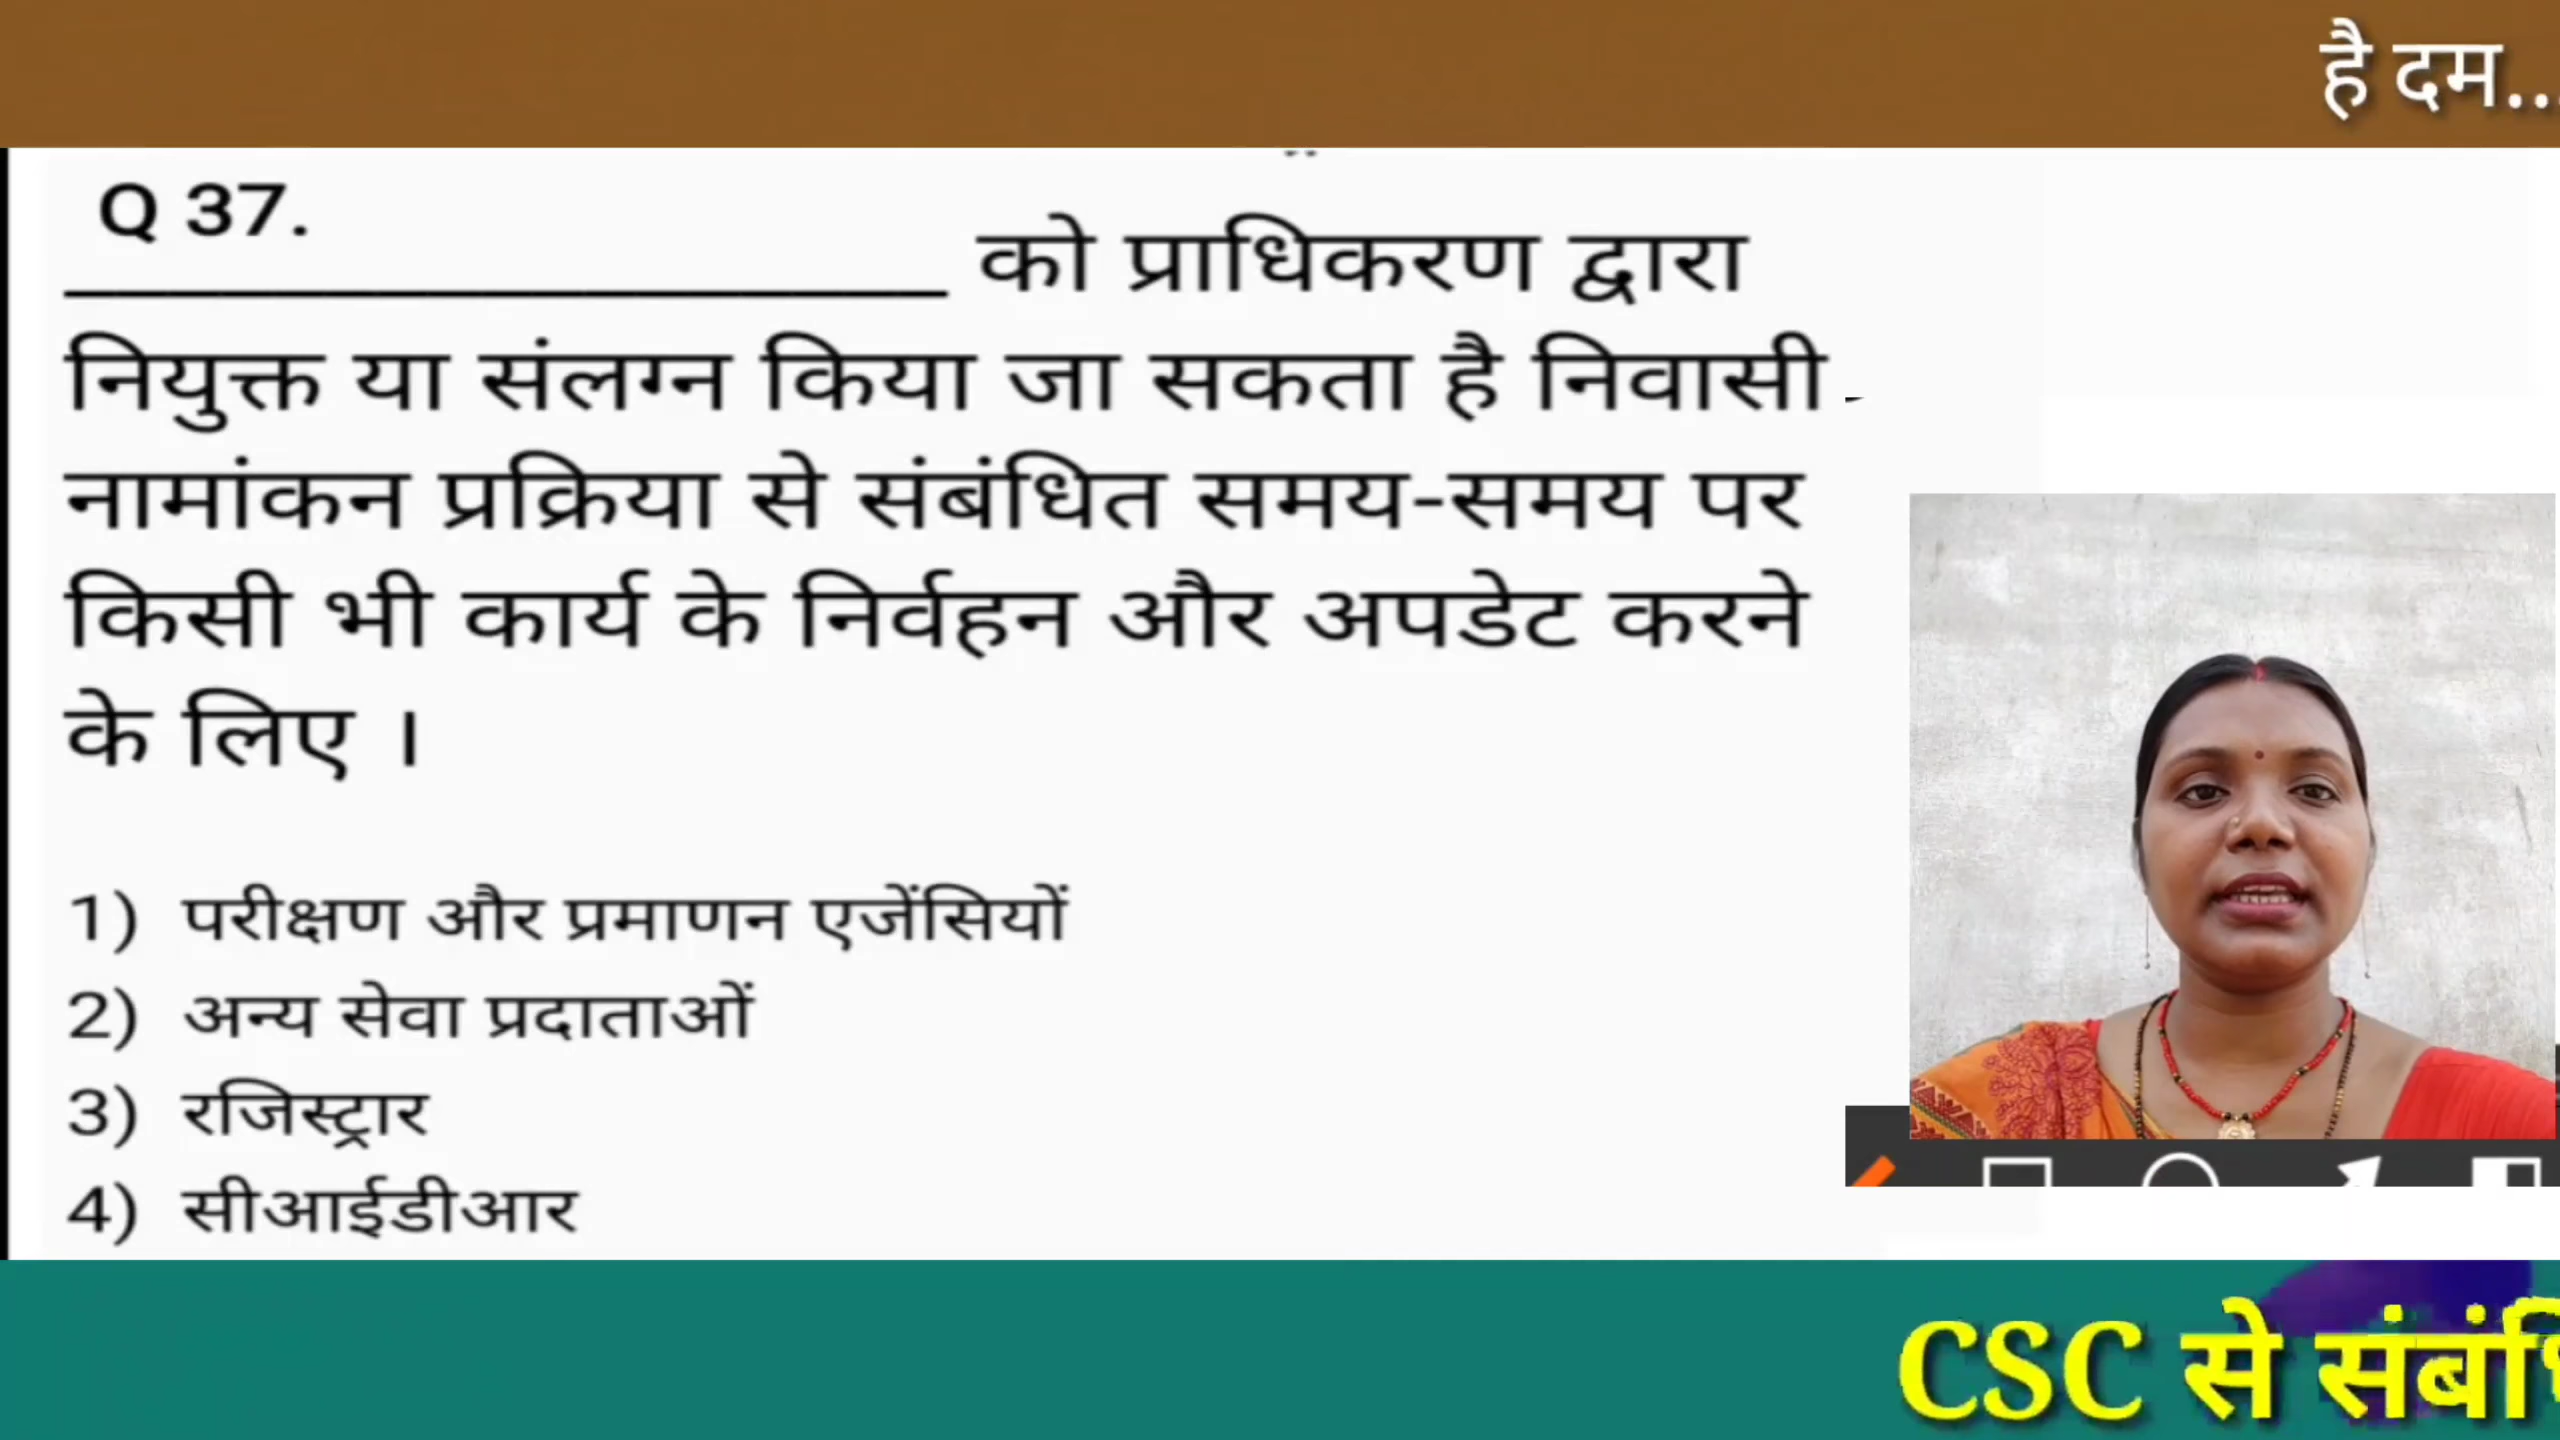 है दम...
Q 37.
____________ को प्राधिकरण द्वारा
नियुक्त या संलग्न किया जा सकता है निवासी
नामांकन प्रक्रिया से संबंधित समय-समय पर
किसी भी कार्य के निर्वहन और अपडेट करने
के लिए ।
1) परीक्षण और प्रमाणन एजेंसियों
2) अन्य सेवा प्रदाताओं
3) रजिस्ट्रार
4) सीआईडीआर
CSC से